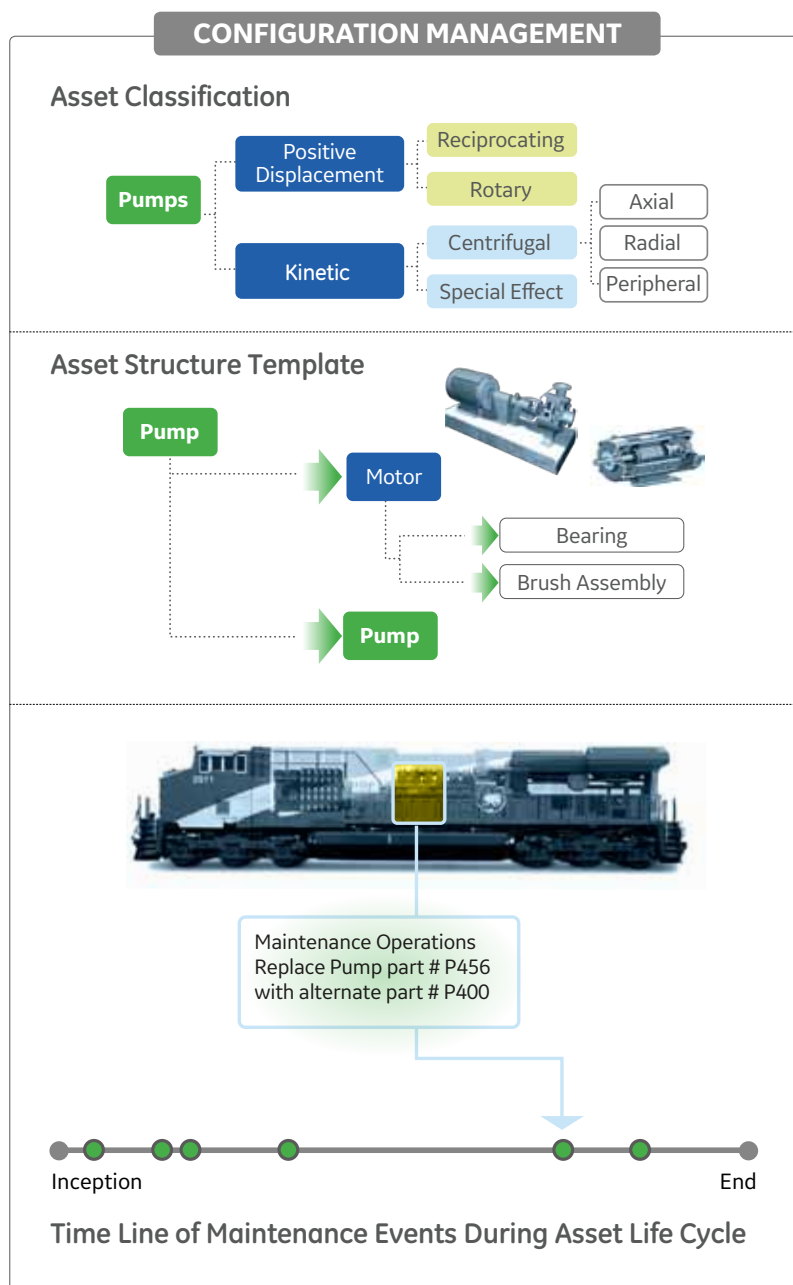 CONFIGURATION MANAGEMENT
Asset Classification
Pumps
Positive
Displacement
Reciprocating
Rotary
Kinetic
Centrifugal
Special Effect
Axial
Radial
Peripheral
Asset Structure Template
Pump
Motor
Bearing
Brush Assembly
Pump
2011
Maintenance Operations
Replace Pump part # P456
with alternate part # P400
Inception
End
Time Line of Maintenance Events During Asset Life Cycle